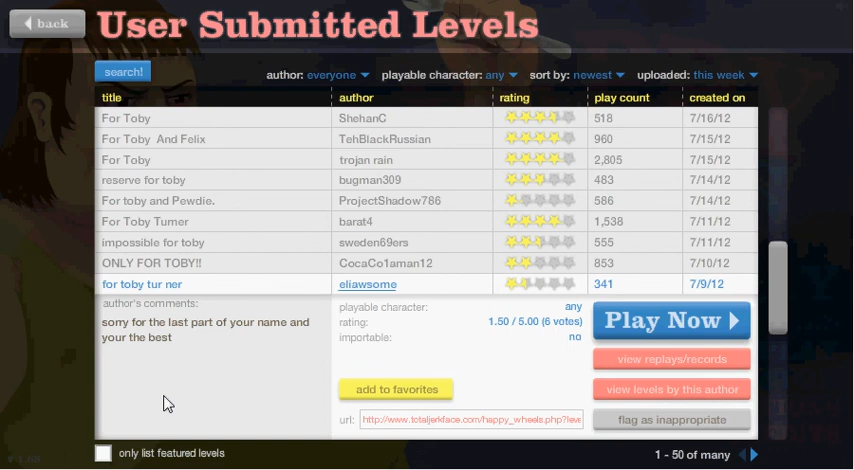 back
User Submitted Levels
search!
author: everyone playable character: any sort by: newest uploaded: this week
title author rating play count created on
For Toby ShehanC 518 7/16/12
For Toby And Felix TehBlackRussian 960 7/15/12
For Toby trojan rain 2,805 7/15/12
reserve for toby bugman309 483 7/14/12
For toby and Pewdie. ProjectShadow786 586 7/14/12
For Toby Turner barat4 1,538 7/11/12
impossible for toby sweden69ers 555 7/11/12
ONLY FOR TOBY!! CocaCo1aman12 853 7/10/12
for toby tur ner eliawsome 341 7/9/12
author's comments:
sorry for the last part of your name and
your the best
playable character: any
rating: 1.50 / 5.00 (6 votes)
importable: no
Play Now
view replays/records
add to favorites
view levels by this author
url: http://www.totaljerkface.com/happy_wheels.php?leve
flag as inappropriate
only list featured levels
1 - 50 of many